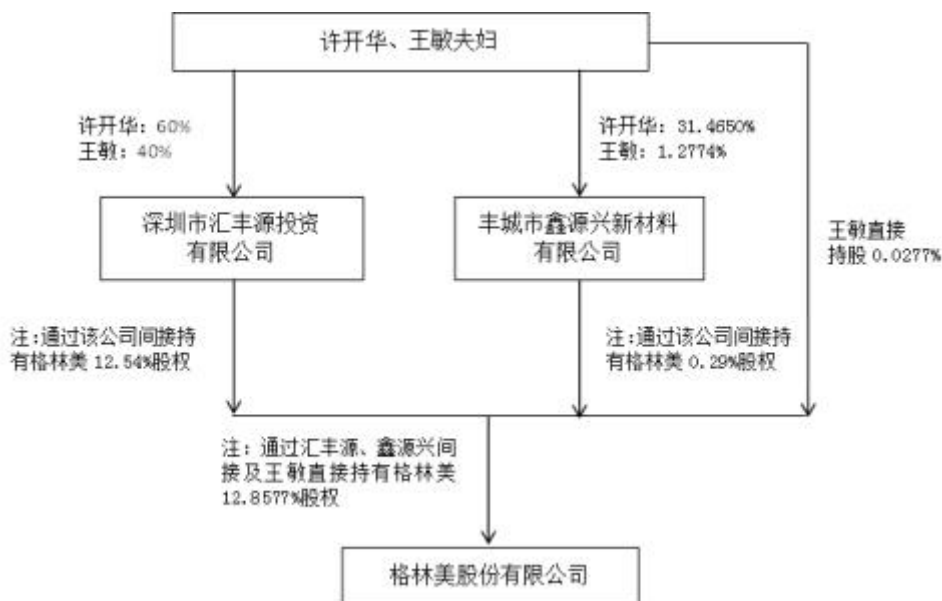 许开华、王敏夫妇
许开华：60%
王敏：40%
许开华：31.4650%
王敏：1.2774%
深圳市汇丰源投资
有限公司
丰城市鑫源兴新材料
有限公司
王敏直接
持股 0.0277%
注:通过该公司间接持
有格林美 12.54%股权
注:通过该公司间接持
有格林美 0.29%股权
注：通过汇丰源、鑫源兴间
接及王敏直接持有格林美
12.8577%股权
格林美股份有限公司